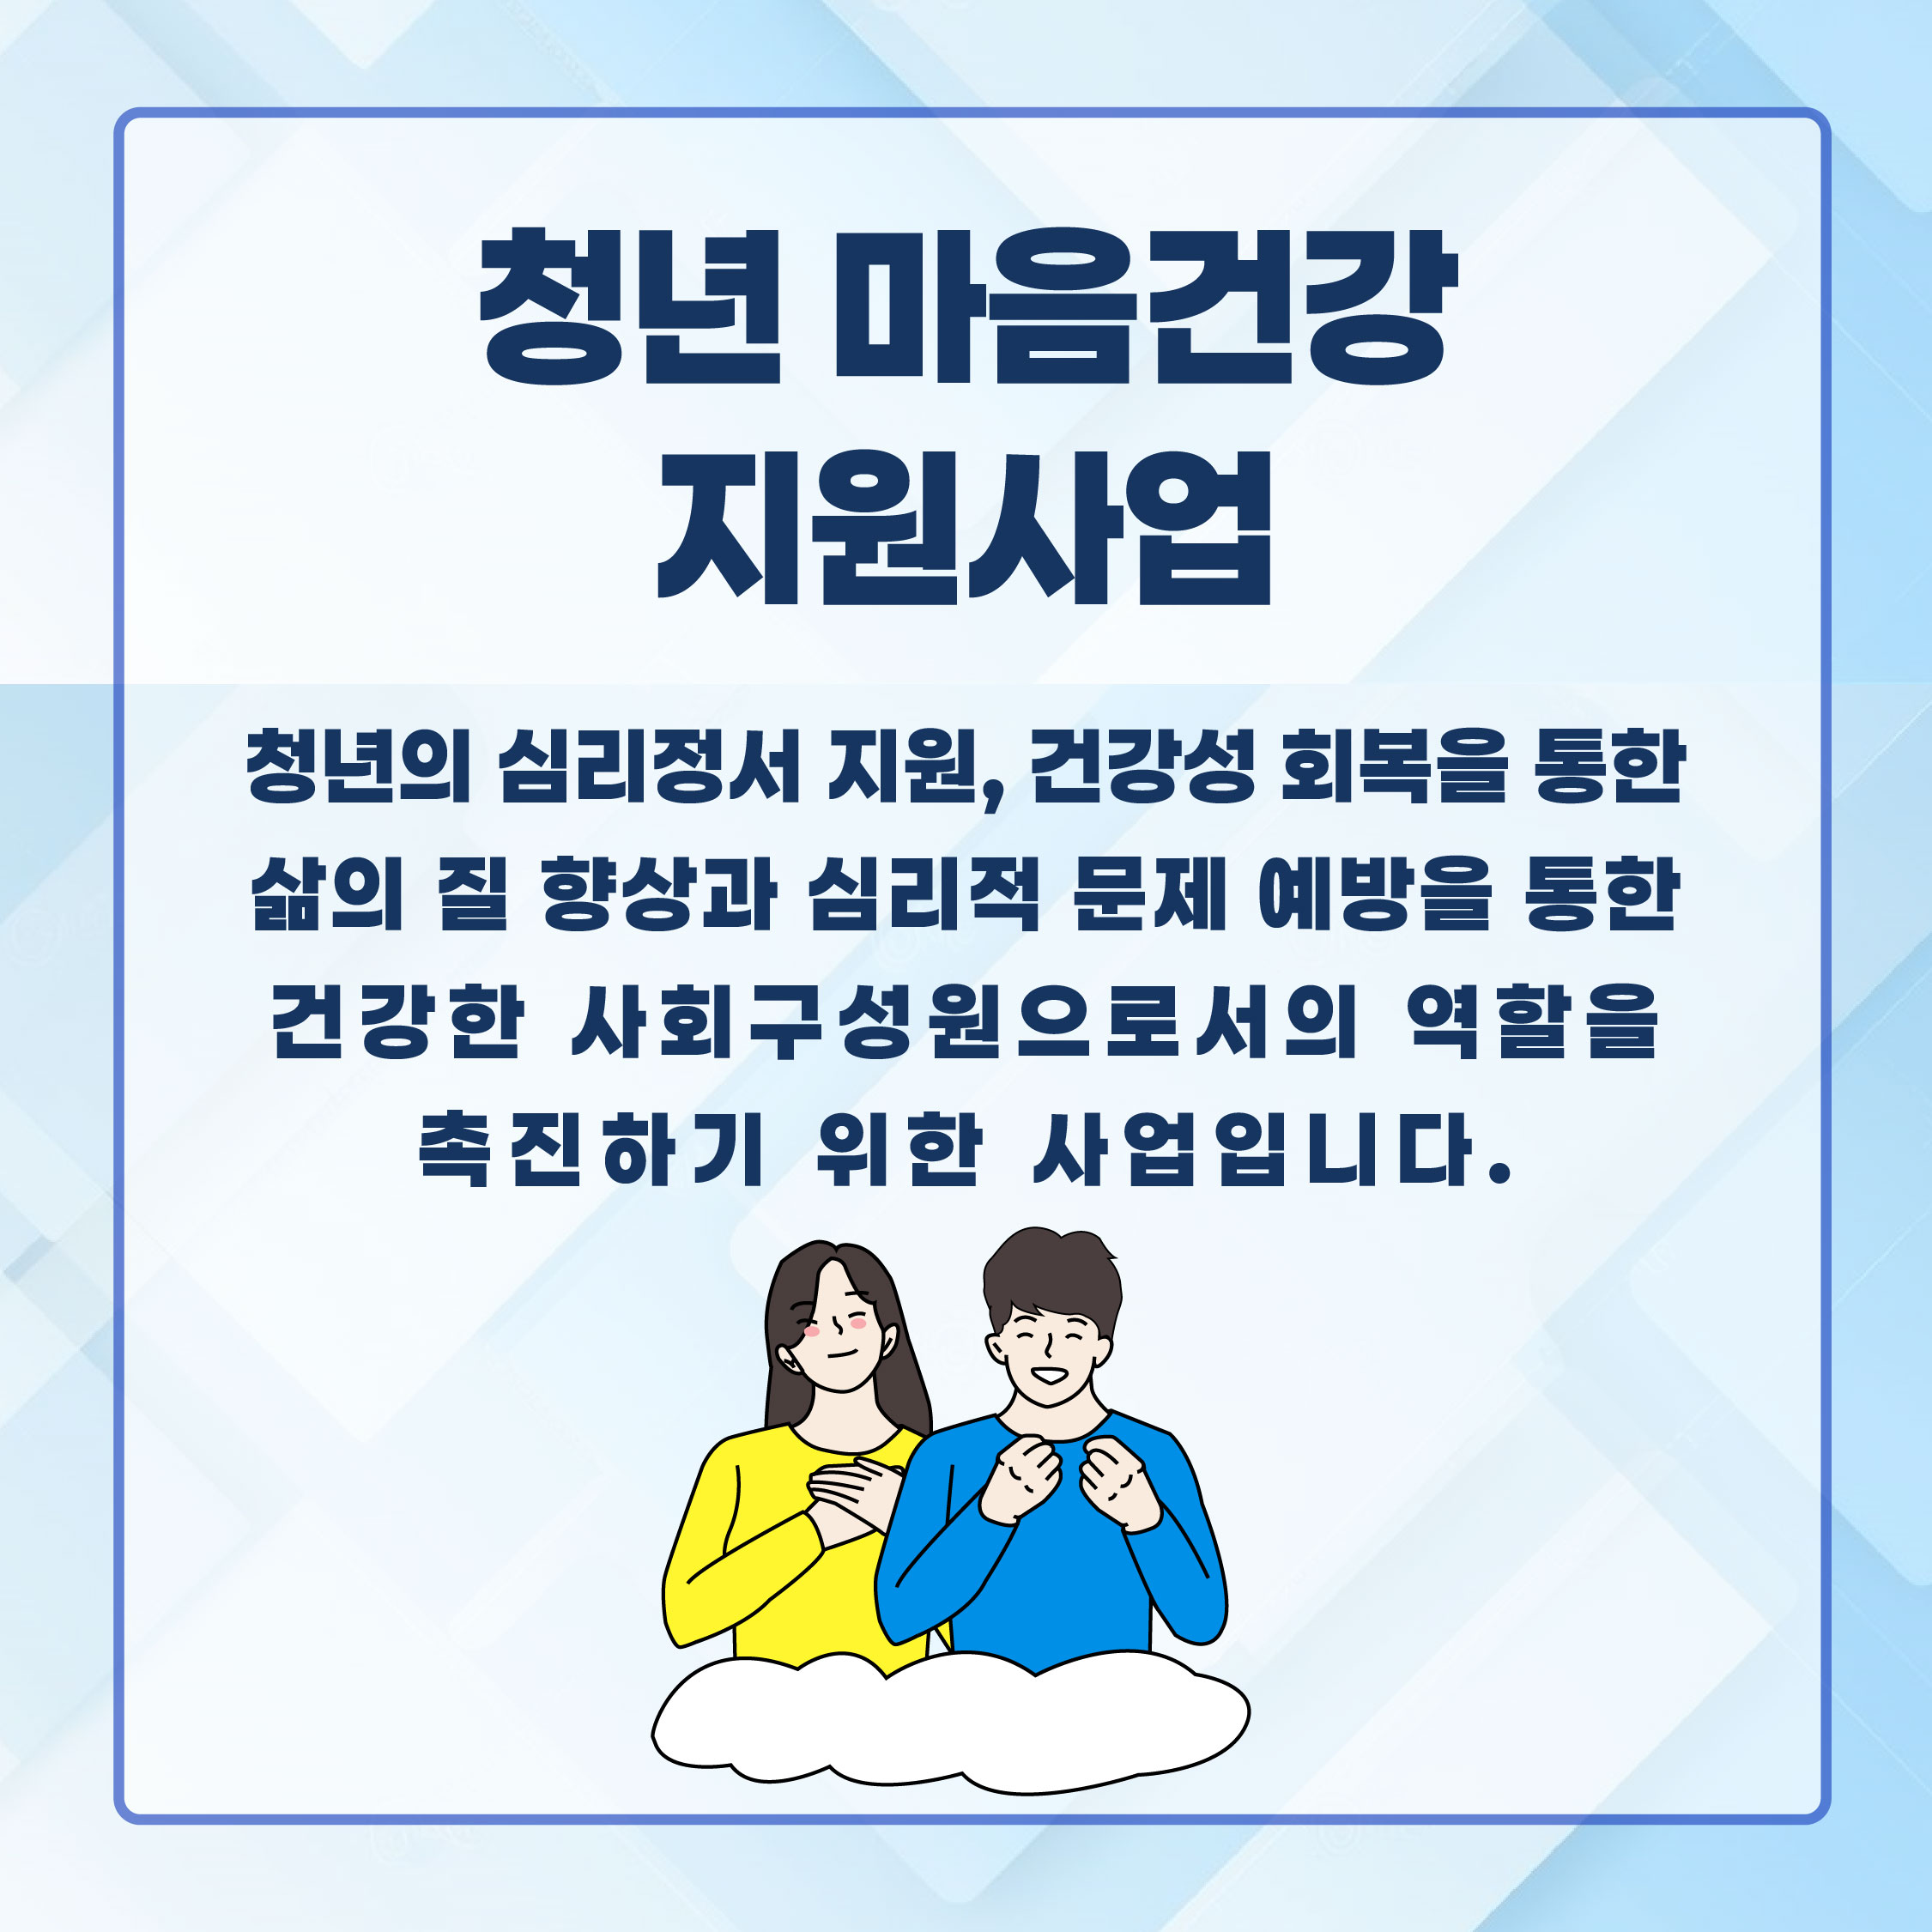 청년 마음건강
지원사업
청년의 심리정서 지원, 건강성 회복을 통한
삶의 질 향상과 심리적 문제 예방을 통한
건강한 사회구성원으로서의 역할을
촉진하기 위한 사업입니다.